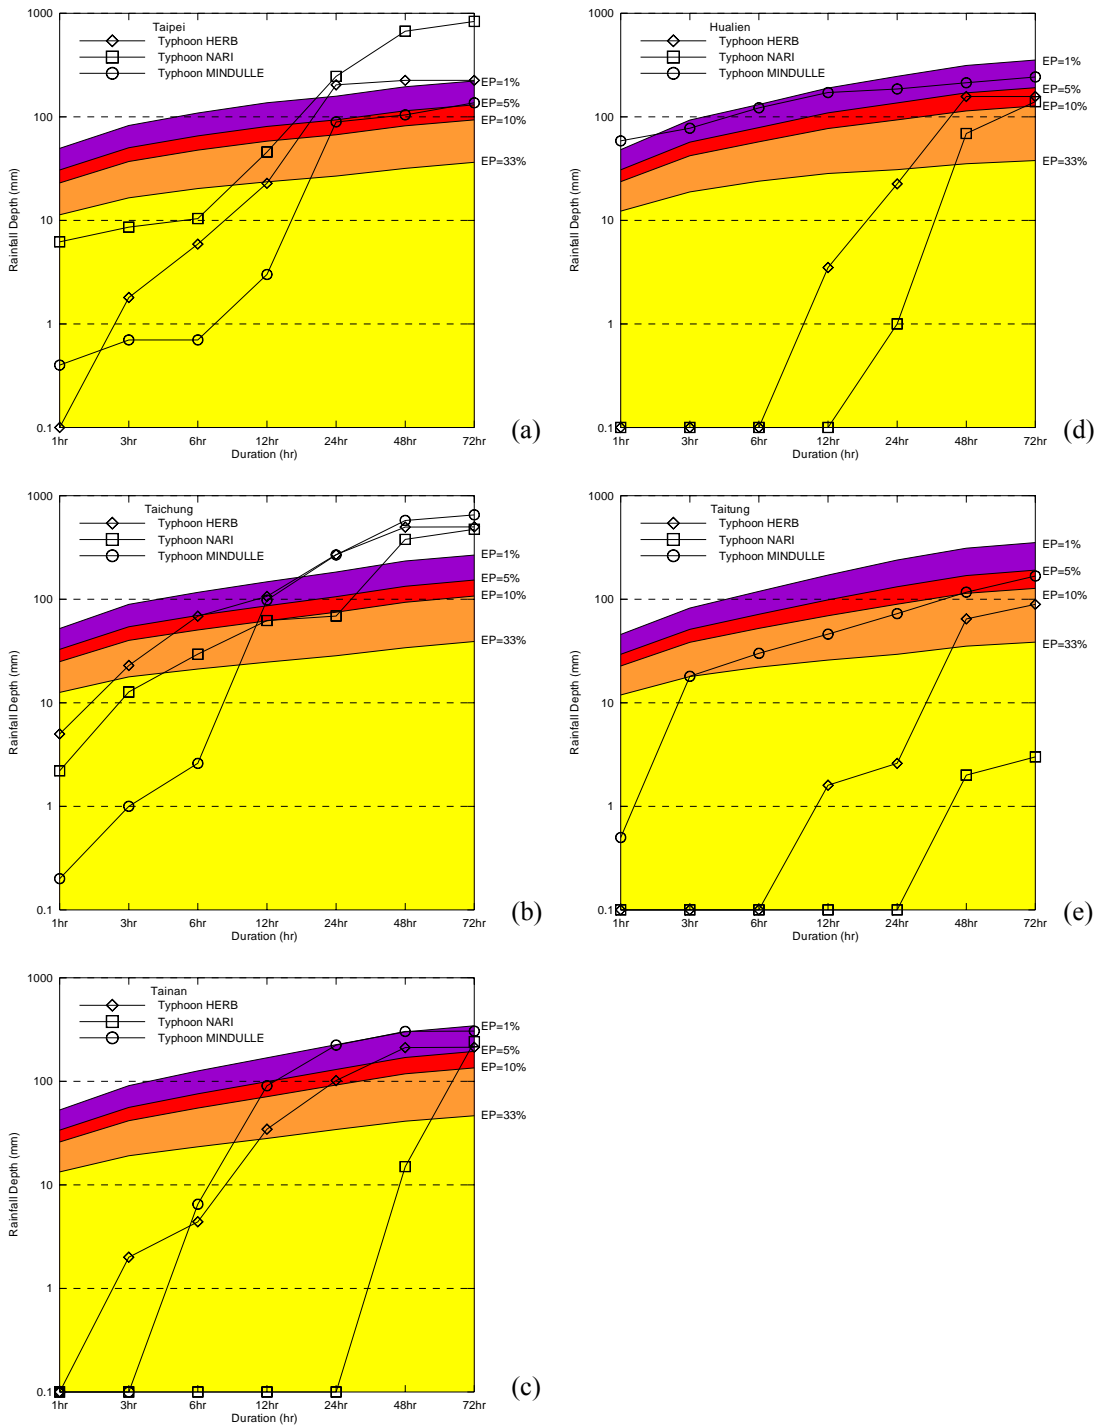 Taipei
Typhoon HERB
Typhoon NARI
Typhoon MINDULLE
1000
100
10
1
0.1
Rainfall Depth (mm)
EP=1%
EP=5%
EP=10%
EP=33%
1hr 3hr 6hr 12hr 24hr 48hr 72hr
Duration (hr)
(a)
Hualien
Typhoon HERB
Typhoon NARI
Typhoon MINDULLE
1000
100
10
1
0.1
Rainfall Depth (mm)
EP=1%
EP=5%
EP=10%
EP=33%
1hr 3hr 6hr 12hr 24hr 48hr 72hr
Duration (hr)
(d)
Taichung
Typhoon HERB
Typhoon NARI
Typhoon MINDULLE
1000
100
10
1
0.1
Rainfall Depth (mm)
EP=1%
EP=5%
EP=10%
EP=33%
1hr 3hr 6hr 12hr 24hr 48hr 72hr
Duration (hr)
(b)
Taitung
Typhoon HERB
Typhoon NARI
Typhoon MINDULLE
1000
100
10
1
0.1
Rainfall Depth (mm)
EP=1%
EP=5%
EP=10%
EP=33%
1hr 3hr 6hr 12hr 24hr 48hr 72hr
Duration (hr)
(e)
Tainan
Typhoon HERB
Typhoon NARI
Typhoon MINDULLE
1000
100
10
1
0.1
Rainfall Depth (mm)
EP=1%
EP=5%
EP=10%
EP=33%
1hr 3hr 6hr 12hr 24hr 48hr 72hr
Duration (hr)
(c)